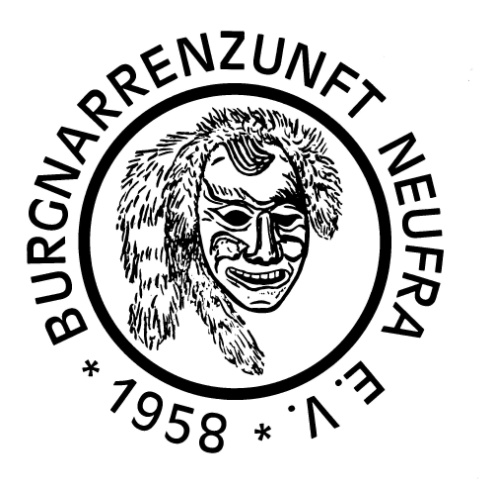 BURGNARRENZUNFT NEUFRA E.V.
* 1958 *